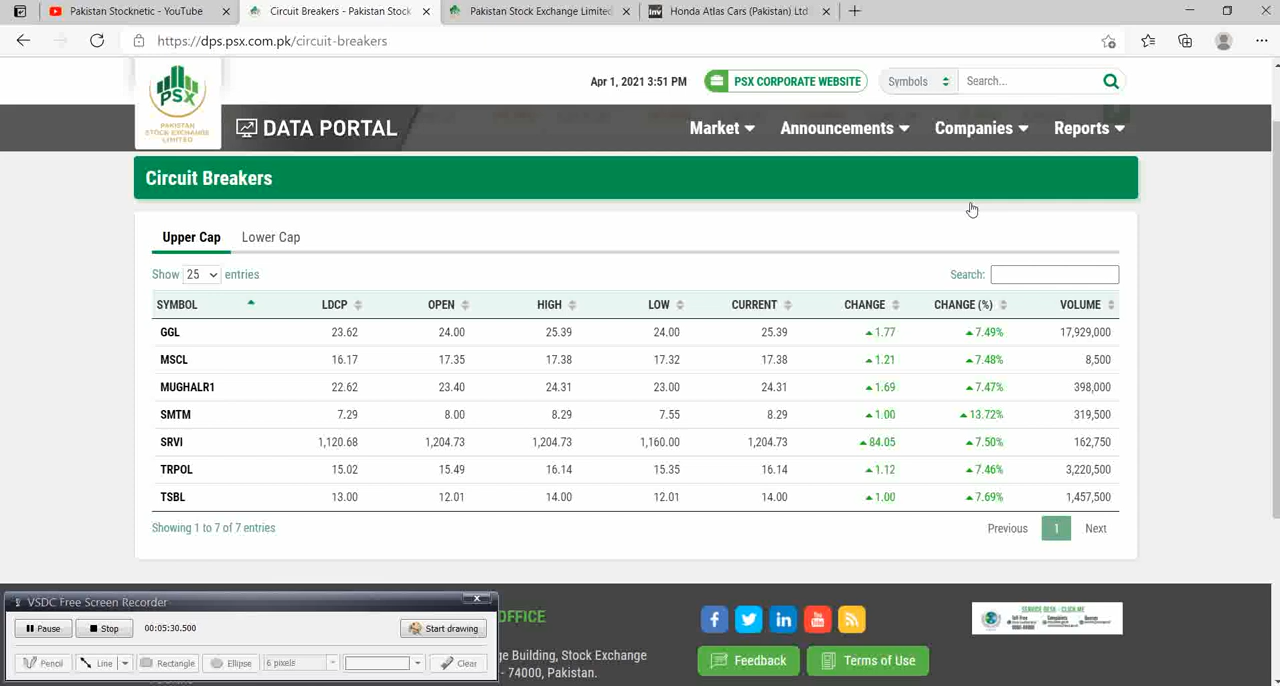 Pakistan Stocknetic - YouTube
Circuit Breakers - Pakistan Stock
Pakistan Stock Exchange Limited
Inv Honda Atlas Cars (Pakistan) Ltd
https://dps.psx.com.pk/circuit-breakers
PSX
PAKISTAN
STOCK EXCHANGE
LIMITED
Apr 1, 2021 3:51 PM
PSX CORPORATE WEBSITE
Symbols
Search...
DATA PORTAL
Market
Announcements
Companies
Reports
Circuit Breakers
Upper Cap Lower Cap
Show 25 entries
Search:
SYMBOL LDCP OPEN HIGH LOW CURRENT CHANGE CHANGE (%) VOLUME
GGL 23.62 24.00 25.39 24.00 25.39 1.77 7.49% 17,929,000
MSCL 16.17 17.35 17.38 17.32 17.38 1.21 7.48% 8,500
MUGHALR1 22.62 23.40 24.31 23.00 24.31 1.69 7.47% 398,000
SMTM 7.29 8.00 8.29 7.55 8.29 1.00 13.72% 319,500
SRVI 1,120.68 1,204.73 1,204.73 1,160.00 1,204.73 84.05 7.50% 162,750
TRPOL 15.02 15.49 16.14 15.35 16.14 1.12 7.46% 3,220,500
TSBL 13.00 12.01 14.00 12.01 14.00 1.00 7.69% 1,457,500
Showing 1 to 7 of 7 entries
Previous 1 Next
VSDC Free Screen Recorder
Pause Stop 00:05:30.500 Start drawing
Pencil Line Rectangle Ellipse 6 pixels Clear
OFFICE
ge Building, Stock Exchange
- 74000, Pakistan.
Feedback
Terms of Use
SERVICE DESK - CLICK ME